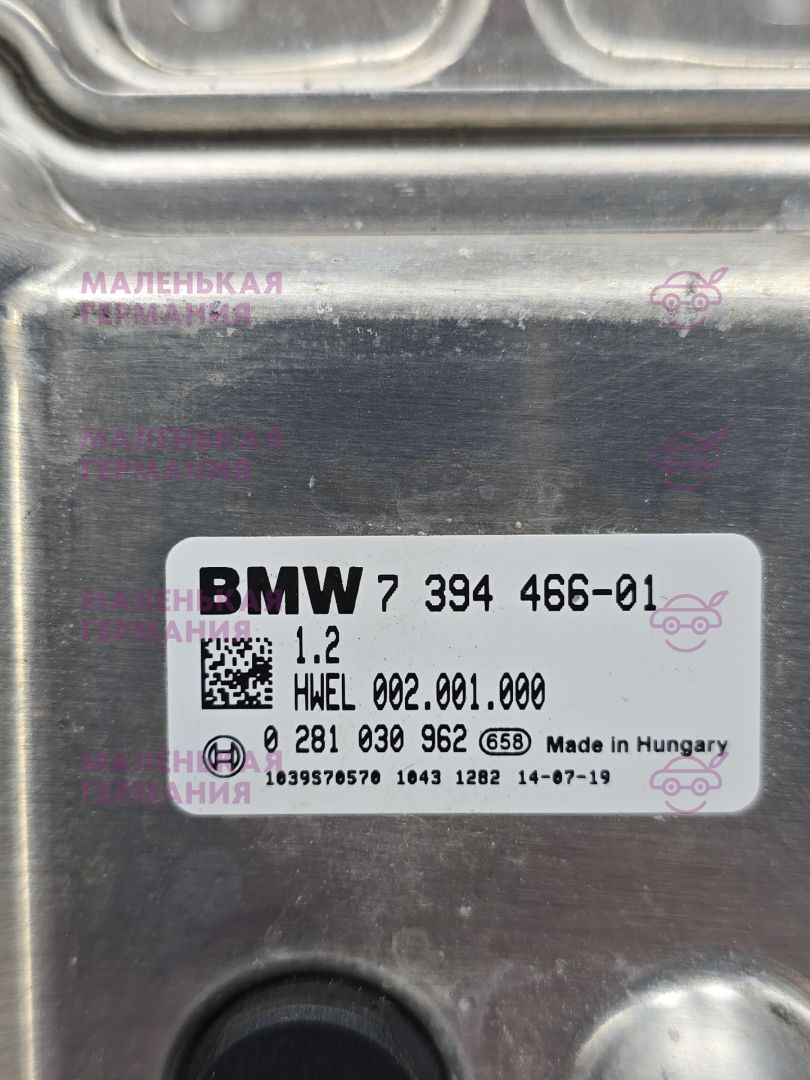 МАЛЕНЬКАЯ
ГЕРМАНИЯ
МАЛЕНЬКАЯ
ГЕРМАНИЯ
BMW 7 394 466-01
МАЛЕНЬКАЯ
ГЕРМАНИЯ
1.2
HWEL 002.001.000
0 281 030 962 658 Made in Hungary
МАЛЕНЬКАЯ
ГЕРМАНИЯ
1039S70570 1043 1282 14-07-19